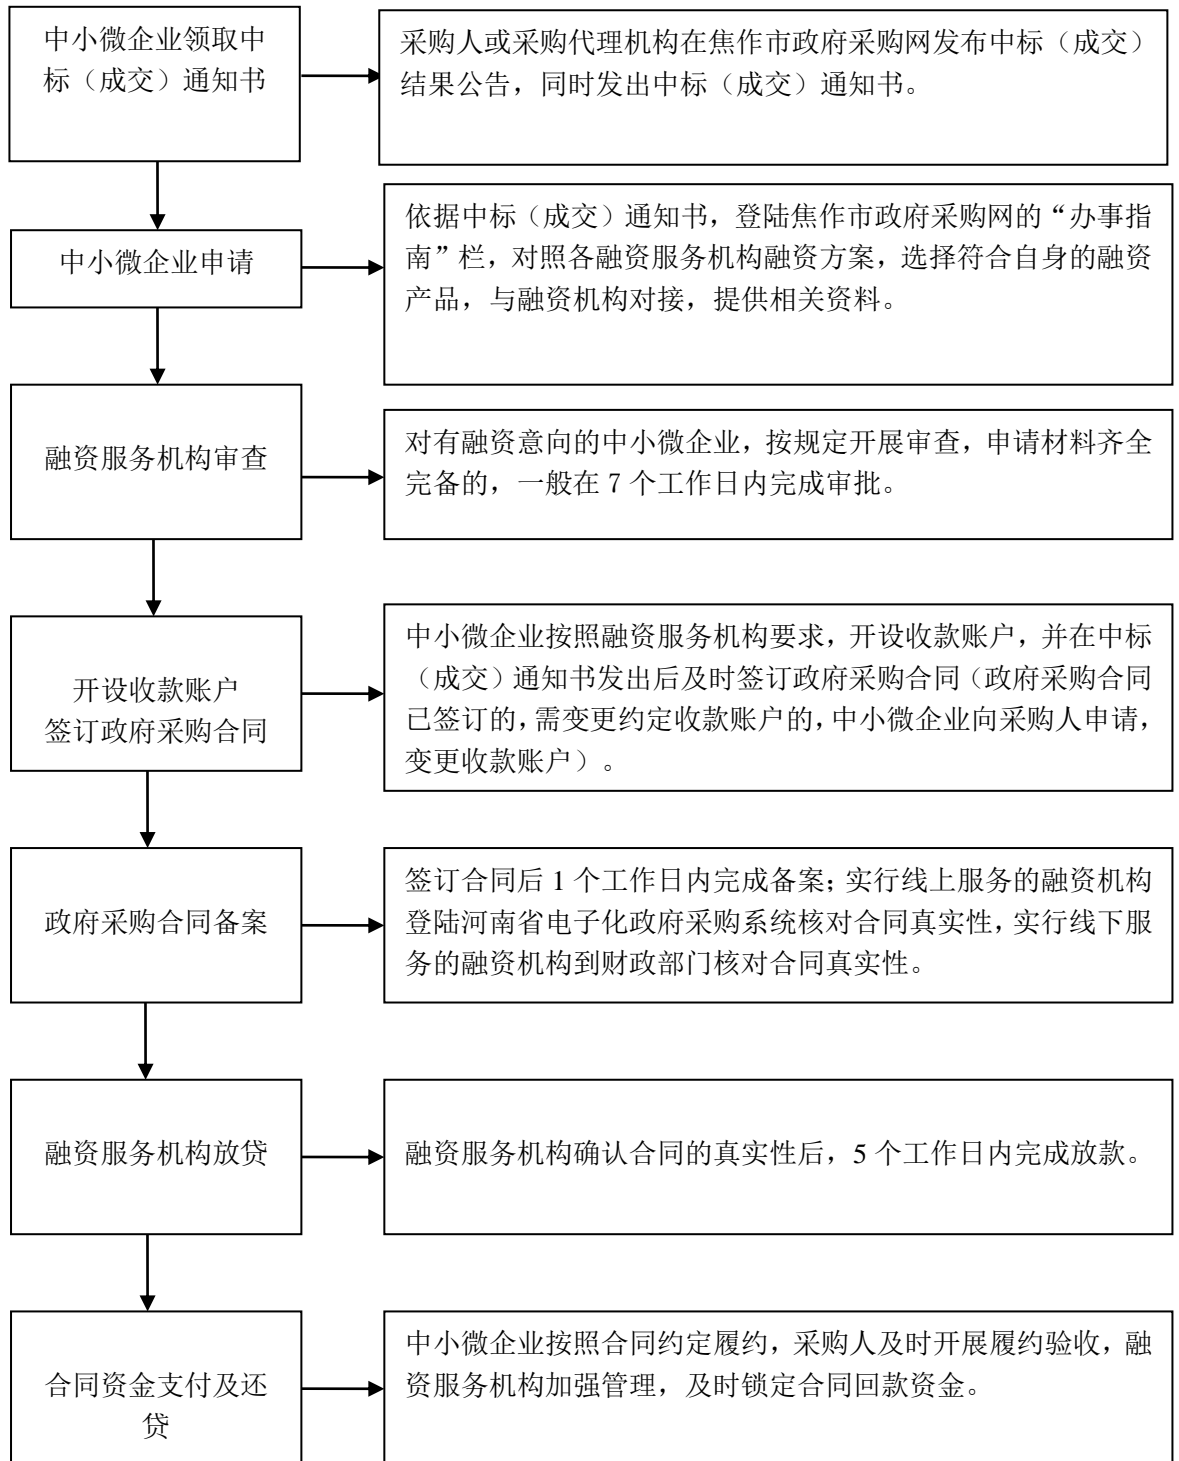 中小微企业领取中
标（成交）通知书
采购人或采购代理机构在焦作市政府采购网发布中标（成交）
结果公告，同时发出中标（成交）通知书。
中小微企业申请
依据中标（成交）通知书，登陆焦作市政府采购网的“办事指
南”栏，对照各融资服务机构融资方案，选择符合自身的融资
产品，与融资机构对接，提供相关资料。
融资服务机构审查
对有融资意向的中小微企业，按规定开展审查，申请材料齐全
完备的，一般在 7 个工作日内完成审批。
开设收款账户
签订政府采购合同
中小微企业按照融资服务机构要求，开设收款账户，并在中标
（成交）通知书发出后及时签订政府采购合同（政府采购合同
已签订的，需变更约定收款账户的，中小微企业向采购人申请，
变更收款账户）。
政府采购合同备案
签订合同后 1 个工作日内完成备案；实行线上服务的融资机构
登陆河南省电子化政府采购系统核对合同真实性，实行线下服
务的融资机构到财政部门核对合同真实性。
融资服务机构放贷
融资服务机构确认合同的真实性后，5 个工作日内完成放款。
合同资金支付及还
贷
中小微企业按照合同约定履约，采购人及时开展履约验收，融
资服务机构加强管理，及时锁定合同回款资金。